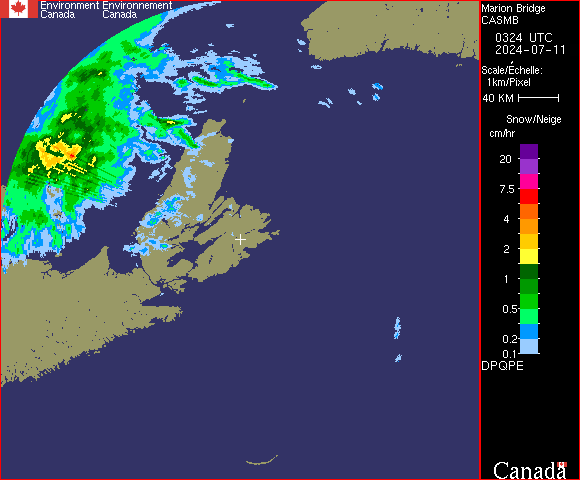 Environment Environnement
Canada Canada
Marion Bridge
CASMB
0324 UTC
2024-07-11
Scale/Échelle:
1km/Pixel
40 KM
Snow/Neige
cm/hr
20
7.5
4
2
1
0.5
0.2
0.1
DPQPE
Canada